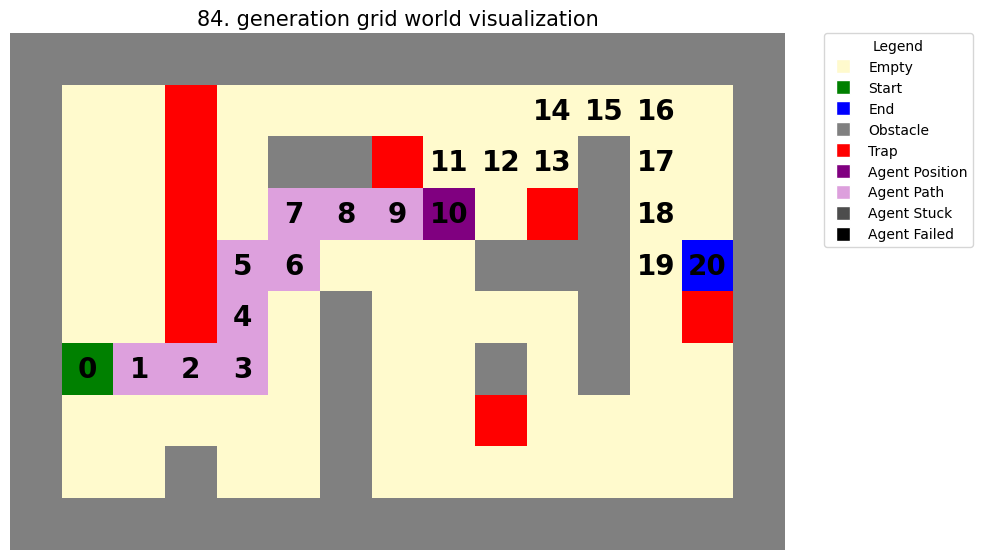 84. generation grid world visualization
14 15 16
11 12 13 17
7 8 9 10 18
5 6 19 20
4
0 1 2 3
Legend
Empty
Start
End
Obstacle
Trap
Agent Position
Agent Path
Agent Stuck
Agent Failed